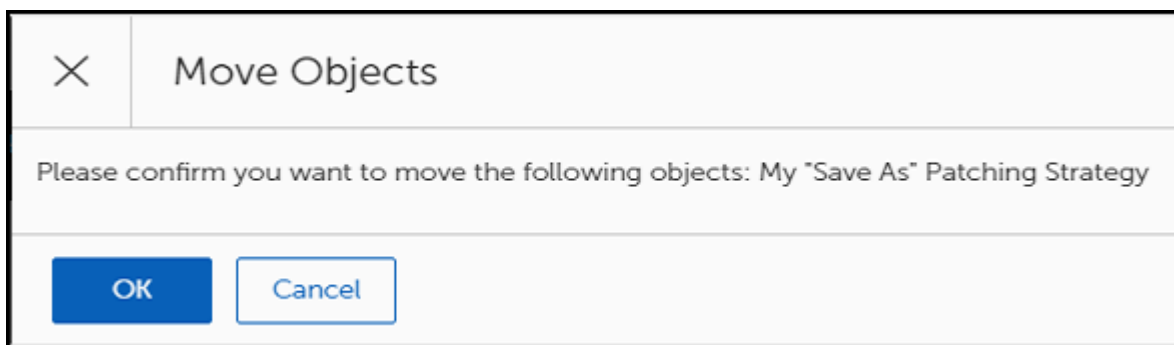 Move Objects
Please confirm you want to move the following objects: My "Save As" Patching Strategy
OK
Cancel